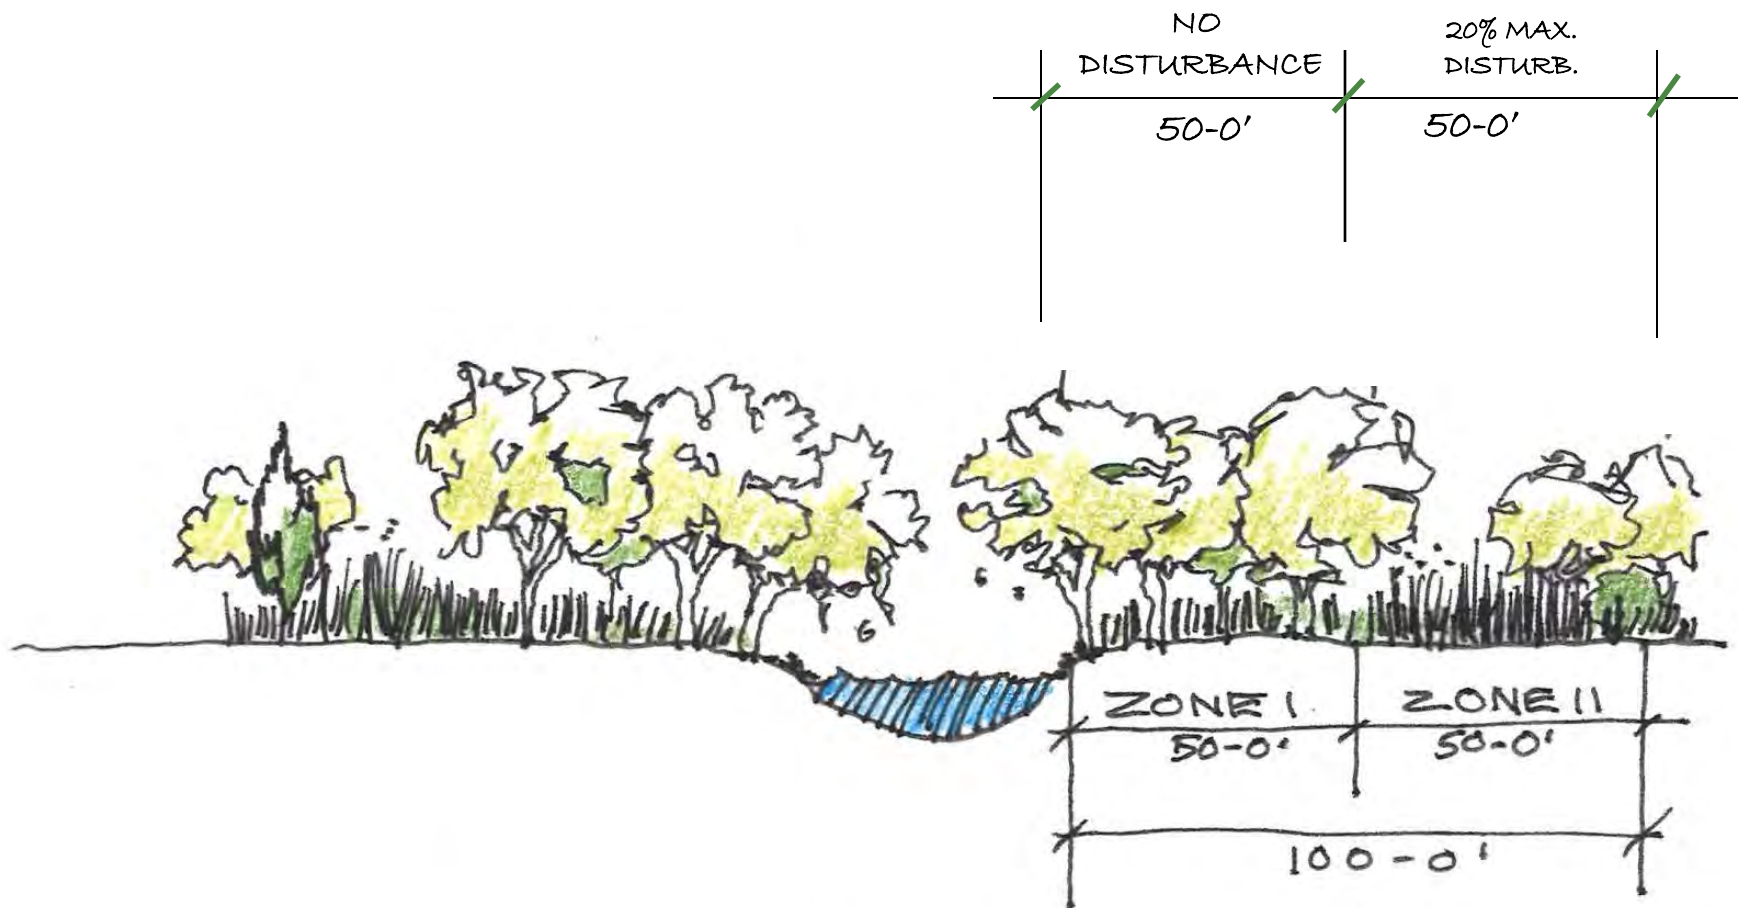 NO
DISTURBANCE
20% MAX.
DISTURB.
50-0'
50-0'
ZONE I
ZONE II
50-0'
50-0'
100-0'